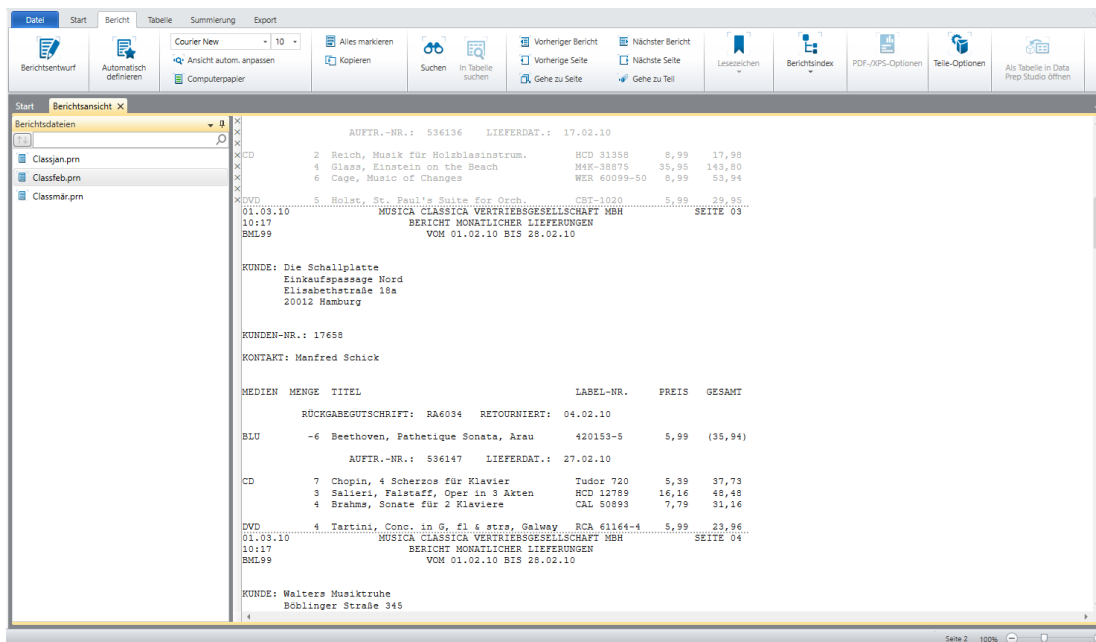 Datei Start Bericht Tabelle Summierung Export
Berichtsentwurf
Automatisch definieren
Courier New 10
Ansicht autom. anpassen
Computerpapier
Alles markieren
Kopieren
Suchen
In Tabelle suchen
Vorheriger Bericht
Vorherige Seite
Gehe zu Seite
Nächster Bericht
Nächste Seite
Gehe zu Teil
Lesezeichen
Berichtsindex
PDF-/XPS-Optionen
Teile-Optionen
Als Tabelle in Data Prep Studio öffnen
Start Berichtsansicht
Berichtsdateien
Classjan.prn
Classfeb.prn
Classmär.prn
AUFTR.-NR.: 536136 LIEFERDAT.: 17.02.10
CD 2 Reich, Musik für Holzblasinstrum. HCD 31358 8,99 17,98
4 Glass, Einstein on the Beach M4K-38875 35,95 143,80
6 Cage, Music of Changes WER 60099-50 8,99 53,94
DVD 5 Holst, St. Paul's Suite for Orch. CBT-1020 5,99 29,95
01.03.10 MUSICA CLASSICA VERTRIEBSGESELLSCHAFT MBH SEITE 03
10:17 BERICHT MONATLICHER LIEFERUNGEN
BML99 VOM 01.02.10 BIS 28.02.10
KUNDE: Die Schallplatte
Einkaufspassage Nord
Elisabethstraße 18a
20012 Hamburg
KUNDEN-NR.: 17658
KONTAKT: Manfred Schick
MEDIEN MENGE TITEL LABEL-NR. PREIS GESAMT
RÜCKGABEGUTSCHRIFT: RA6034 RETOURNIERT: 04.02.10
BLU -6 Beethoven, Pathetique Sonata, Arau 420153-5 5,99 (35,94)
AUFTR.-NR.: 536147 LIEFERDAT.: 27.02.10
CD 7 Chopin, 4 Scherzos für Klavier Tudor 720 5,39 37,73
3 Salieri, Falstaff, Oper in 3 Akten HCD 12789 16,16 48,48
4 Brahms, Sonate für 2 Klaviere CAL 50893 7,79 31,16
DVD 4 Tartini, Conc. in G, fl & strs, Galway RCA 61164-4 5,99 23,96
01.03.10 MUSICA CLASSICA VERTRIEBSGESELLSCHAFT MBH SEITE 04
10:17 BERICHT MONATLICHER LIEFERUNGEN
BML99 VOM 01.02.10 BIS 28.02.10
KUNDE: Walters Musiktruhe
Böblinger Straße 345
Seite 2 100%